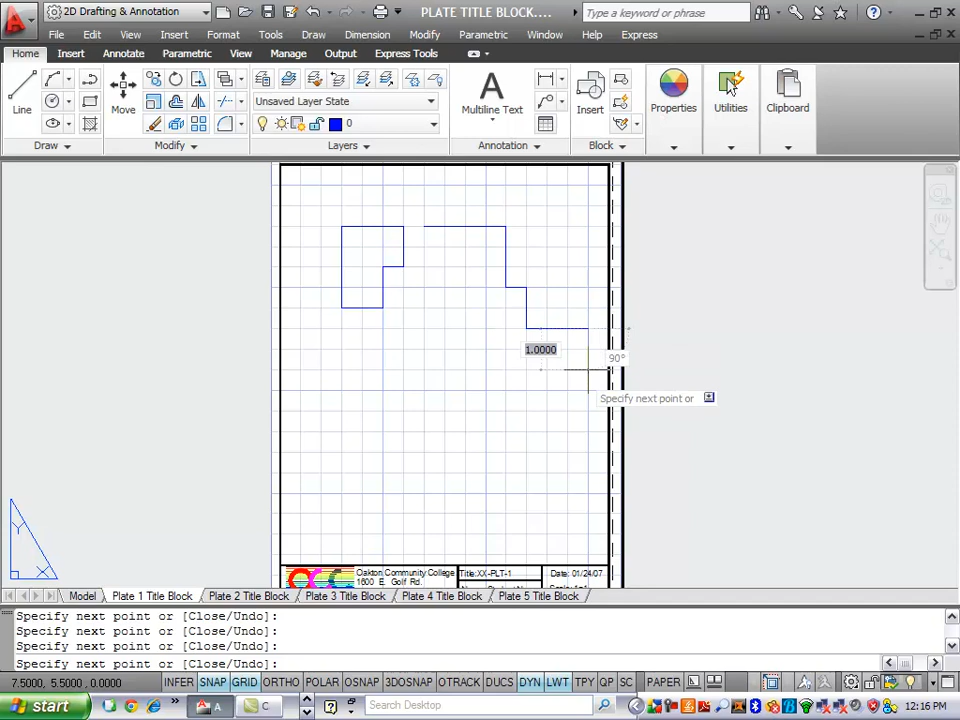 2D Drafting & Annotation
PLATE TITLE BLOCK....
Type a keyword or phrase
File Edit View Insert Format Tools Draw Dimension Modify Parametric Window Help Express
Home Insert Annotate Parametric View Manage Output Express Tools
Unsaved Layer State
Line Move 0 Multiline Text Insert Properties Utilities Clipboard
Draw Modify Layers Annotation Block
1.0000
90°
Specify next point or
Y
X
Oakton Community College
1600 E. Golf Rd.
Title:XX-PLT-1
Date: 01/24/07
Model Plate 1 Title Block Plate 2 Title Block Plate 3 Title Block Plate 4 Title Block Plate 5 Title Block
Specify next point or [Close/Undo]:
Specify next point or [Close/Undo]:
Specify next point or [Close/Undo]:
Specify next point or [Close/Undo]:
7.5000, 5.5000, 0.0000 INFER SNAP GRID ORTHO POLAR OSNAP 3DOSNAP OTRACK DUCS DYN LWT TPY QP SC PAPER
start A C Search Desktop 12:16 PM